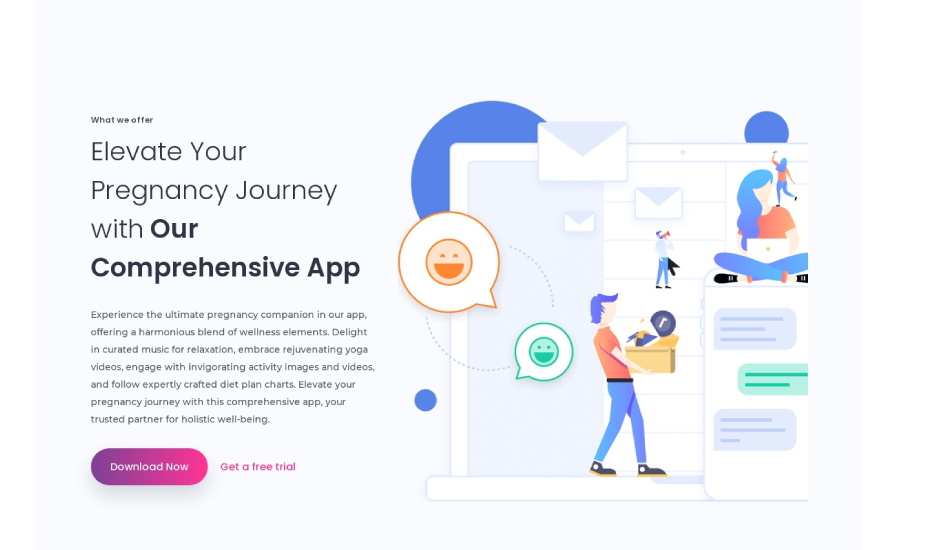 What we offer
Elevate Your
Pregnancy Journey
with Our
Comprehensive App
Experience the ultimate pregnancy companion in our app,
offering a harmonious blend of wellness elements. Delight
in curated music for relaxation, embrace rejuvenating yoga
videos, engage with invigorating activity images and videos,
and follow expertly crafted diet plan charts. Elevate your
pregnancy journey with this comprehensive app, your
trusted partner for holistic well-being.
Download Now
Get a free trial